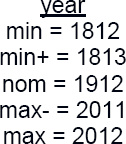 year
min = 1812
min+ = 1813
nom = 1912
max- = 2011
max = 2012